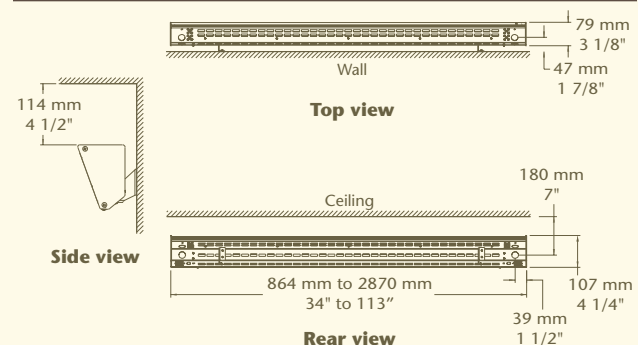 79 mm
3 1/8"
Wall
47 mm
1 7/8"
Top view
114 mm
4 1/2"
180 mm
7"
Ceiling
Side view
864 mm to 2870 mm
34" to 113″
107 mm
4 1/4"
39 mm
1 1/2"
Rear view